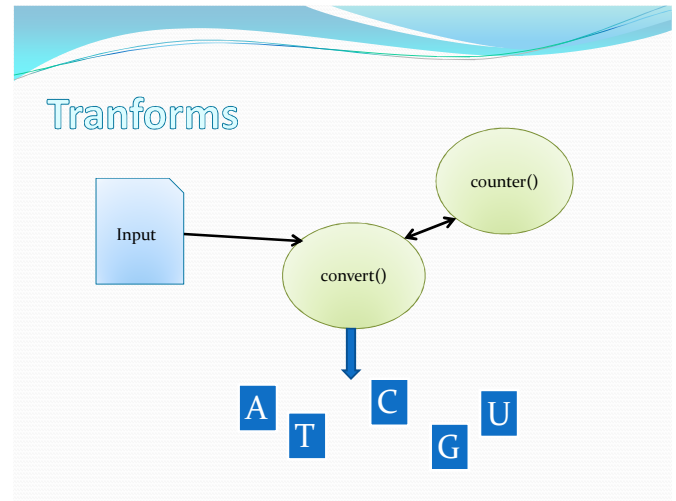 Tranforms
counter()
Input
convert()
A
T
C
G
U